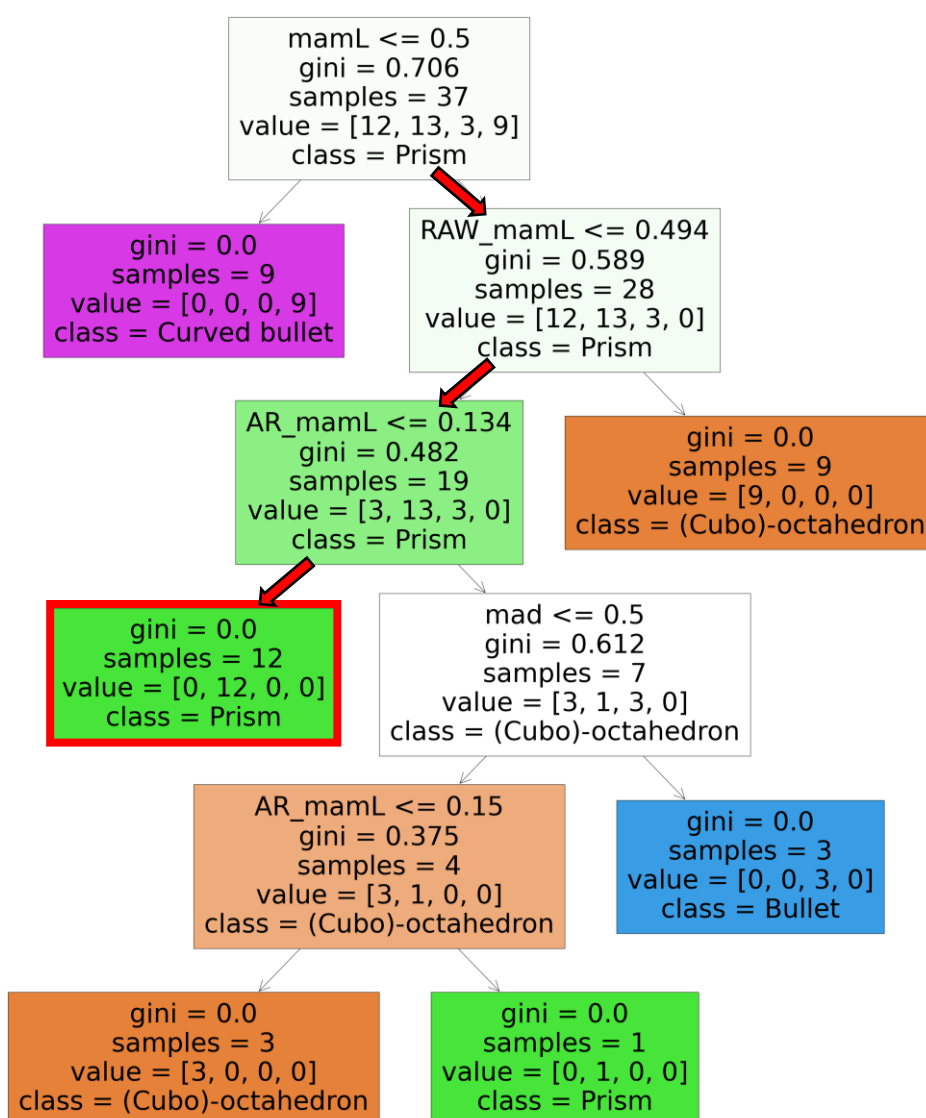 mamL <= 0.5
gini = 0.706
samples = 37
value = [12, 13, 3, 9]
class = Prism
gini = 0.0
samples = 9
value = [0, 0, 0, 9]
class = Curved bullet
RAW_mamL <= 0.494
gini = 0.589
samples = 28
value = [12, 13, 3, 0]
class = Prism
AR_mamL <= 0.134
gini = 0.482
samples = 19
value = [3, 13, 3, 0]
class = Prism
gini = 0.0
samples = 9
value = [9, 0, 0, 0]
class = (Cubo)-octahedron
gini = 0.0
samples = 12
value = [0, 12, 0, 0]
class = Prism
mad <= 0.5
gini = 0.612
samples = 7
value = [3, 1, 3, 0]
class = (Cubo)-octahedron
AR_mamL <= 0.15
gini = 0.375
samples = 4
value = [3, 1, 0, 0]
class = (Cubo)-octahedron
gini = 0.0
samples = 3
value = [0, 0, 3, 0]
class = Bullet
gini = 0.0
samples = 3
value = [3, 0, 0, 0]
class = (Cubo)-octahedron
gini = 0.0
samples = 1
value = [0, 1, 0, 0]
class = Prism